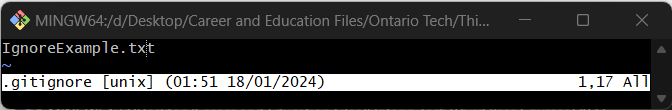 MINGW64:/d/Desktop/Career and Education Files/Ontario Tech/Thi...
IgnoreExample.txt
~
.gitignore [unix] (01:51 18/01/2024) 1,17 All